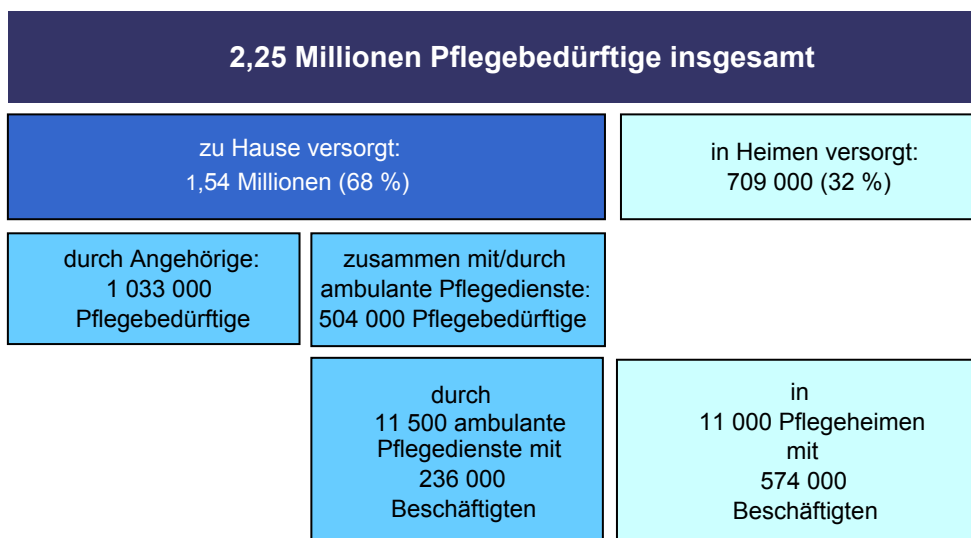 2,25 Millionen Pflegebedürftige insgesamt
zu Hause versorgt:
1,54 Millionen (68 %)
in Heimen versorgt:
709 000 (32 %)
durch Angehörige:
1 033 000
Pflegebedürftige
zusammen mit/durch
ambulante Pflegedienste:
504 000 Pflegebedürftige
durch
11 500 ambulante
Pflegedienste mit
236 000
Beschäftigten
in
11 000 Pflegeheimen
mit
574 000
Beschäftigten